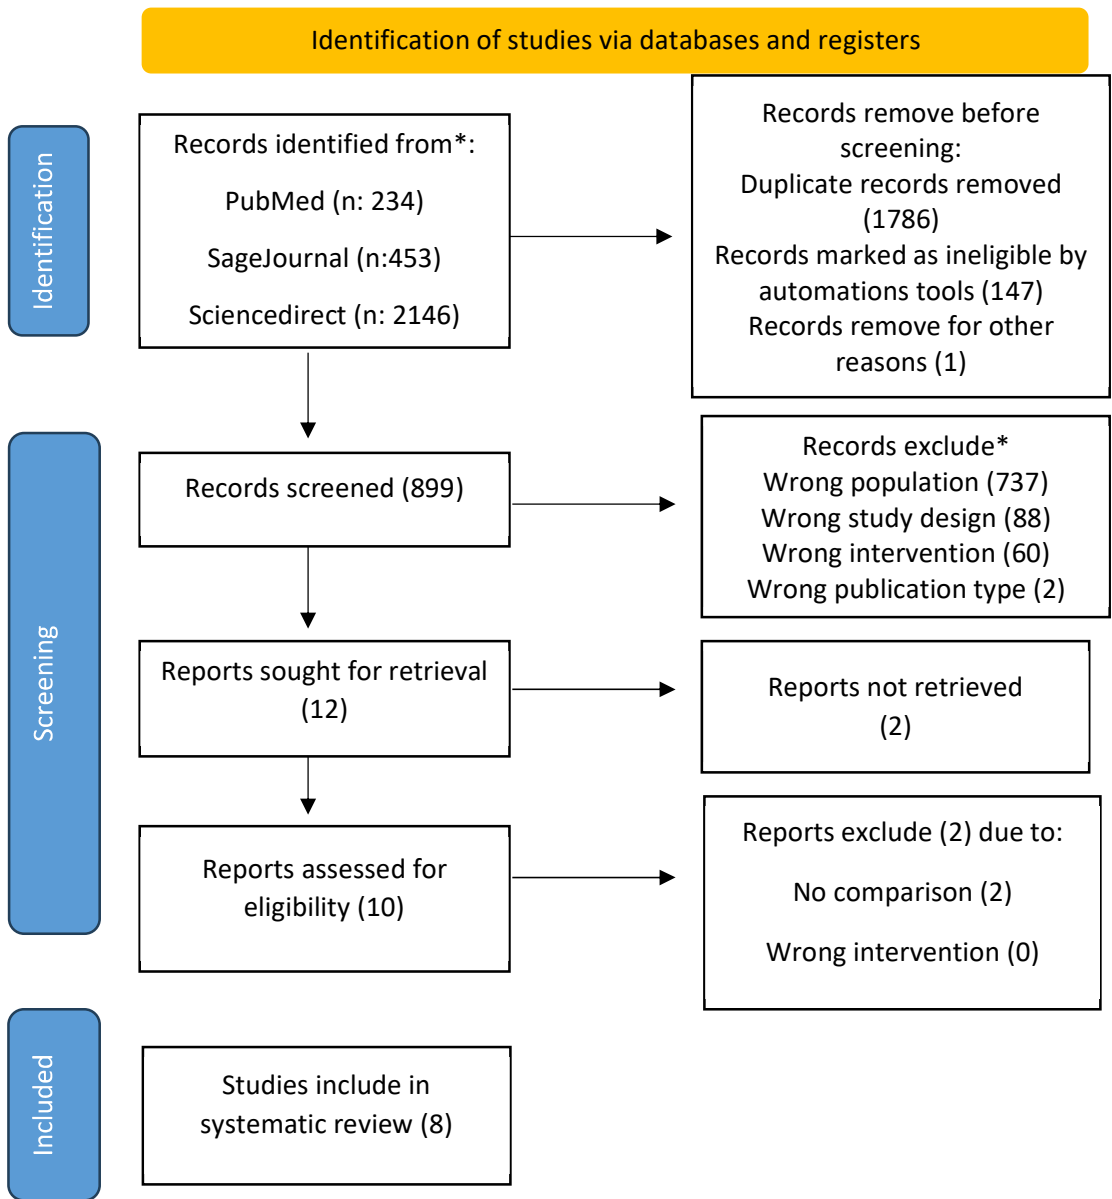 Identification of studies via databases and registers
Identification
Records identified from*:
PubMed (n: 234)
SageJournal (n:453)
Sciencedirect (n: 2146)
Records remove before
screening:
Duplicate records removed
(1786)
Records marked as ineligible by
automations tools (147)
Records remove for other
reasons (1)
Screening
Records screened (899)
Records exclude*
Wrong population (737)
Wrong study design (88)
Wrong intervention (60)
Wrong publication type (2)
Reports sought for retrieval
(12)
Reports not retrieved
(2)
Reports assessed for
eligibility (10)
Reports exclude (2) due to:
No comparison (2)
Wrong intervention (0)
Included
Studies include in
systematic review (8)